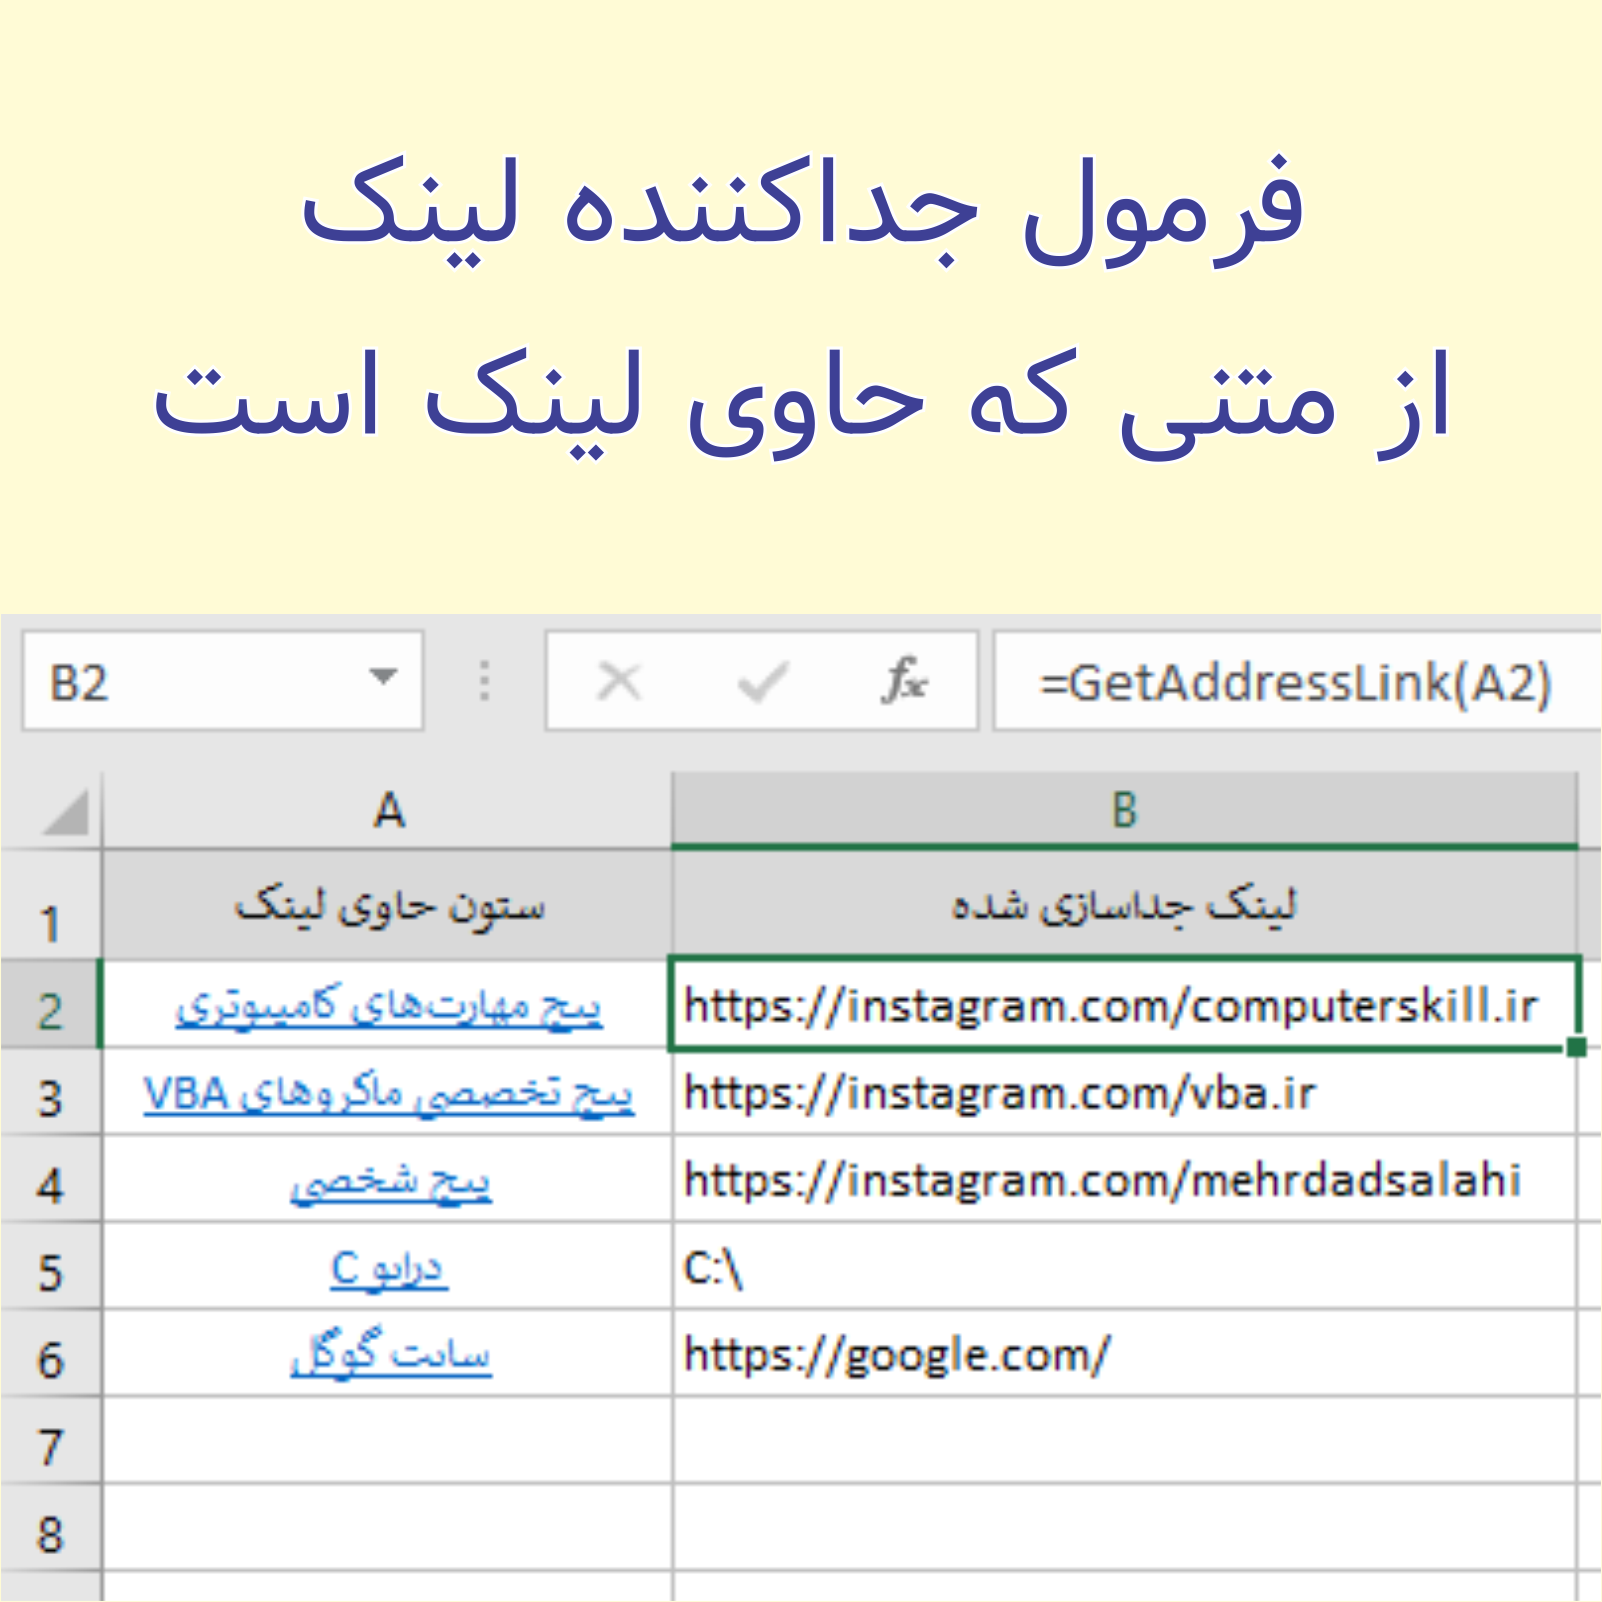 فرمول جداکننده لینک
از متنی که حاوی لینک است
B2 fx =GetAddressLink(A2)
A B
1 ستون حاوی لینک لینک جداسازی شده
2 پیج مهارت‌های کامپیوتری https://instagram.com/computerskill.ir
3 پیج تخصصی ماکروهای VBA https://instagram.com/vba.ir
4 پیج شخصی https://instagram.com/mehrdadsalahi
5 درایو C C:\
6 سایت گوگل https://google.com/
7
8